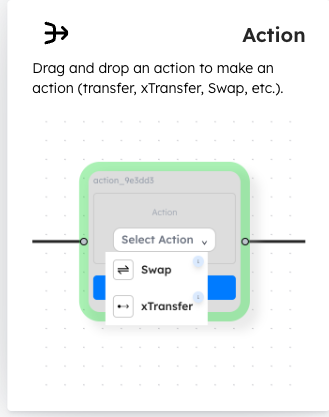 Action
Drag and drop an action to make an
action (transfer, xTransfer, Swap, etc.).
action_9e3dd3
Action
Select Action
Swap
xTransfer